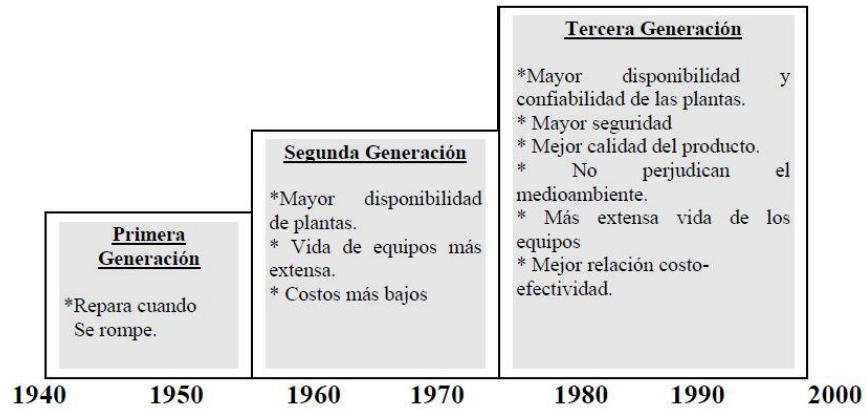 Primera
Generación
*Repara cuando
Se rompe.
Segunda Generación
*Mayor disponibilidad
de plantas.
* Vida de equipos más
extensa.
* Costos más bajos
Tercera Generación
*Mayor disponibilidad y
confiabilidad de las plantas.
* Mayor seguridad
* Mejor calidad del producto.
* No perjudican el
medioambiente.
* Más extensa vida de los
equipos
* Mejor relación costo-
efectividad.
1940 1950 1960 1970 1980 1990 2000